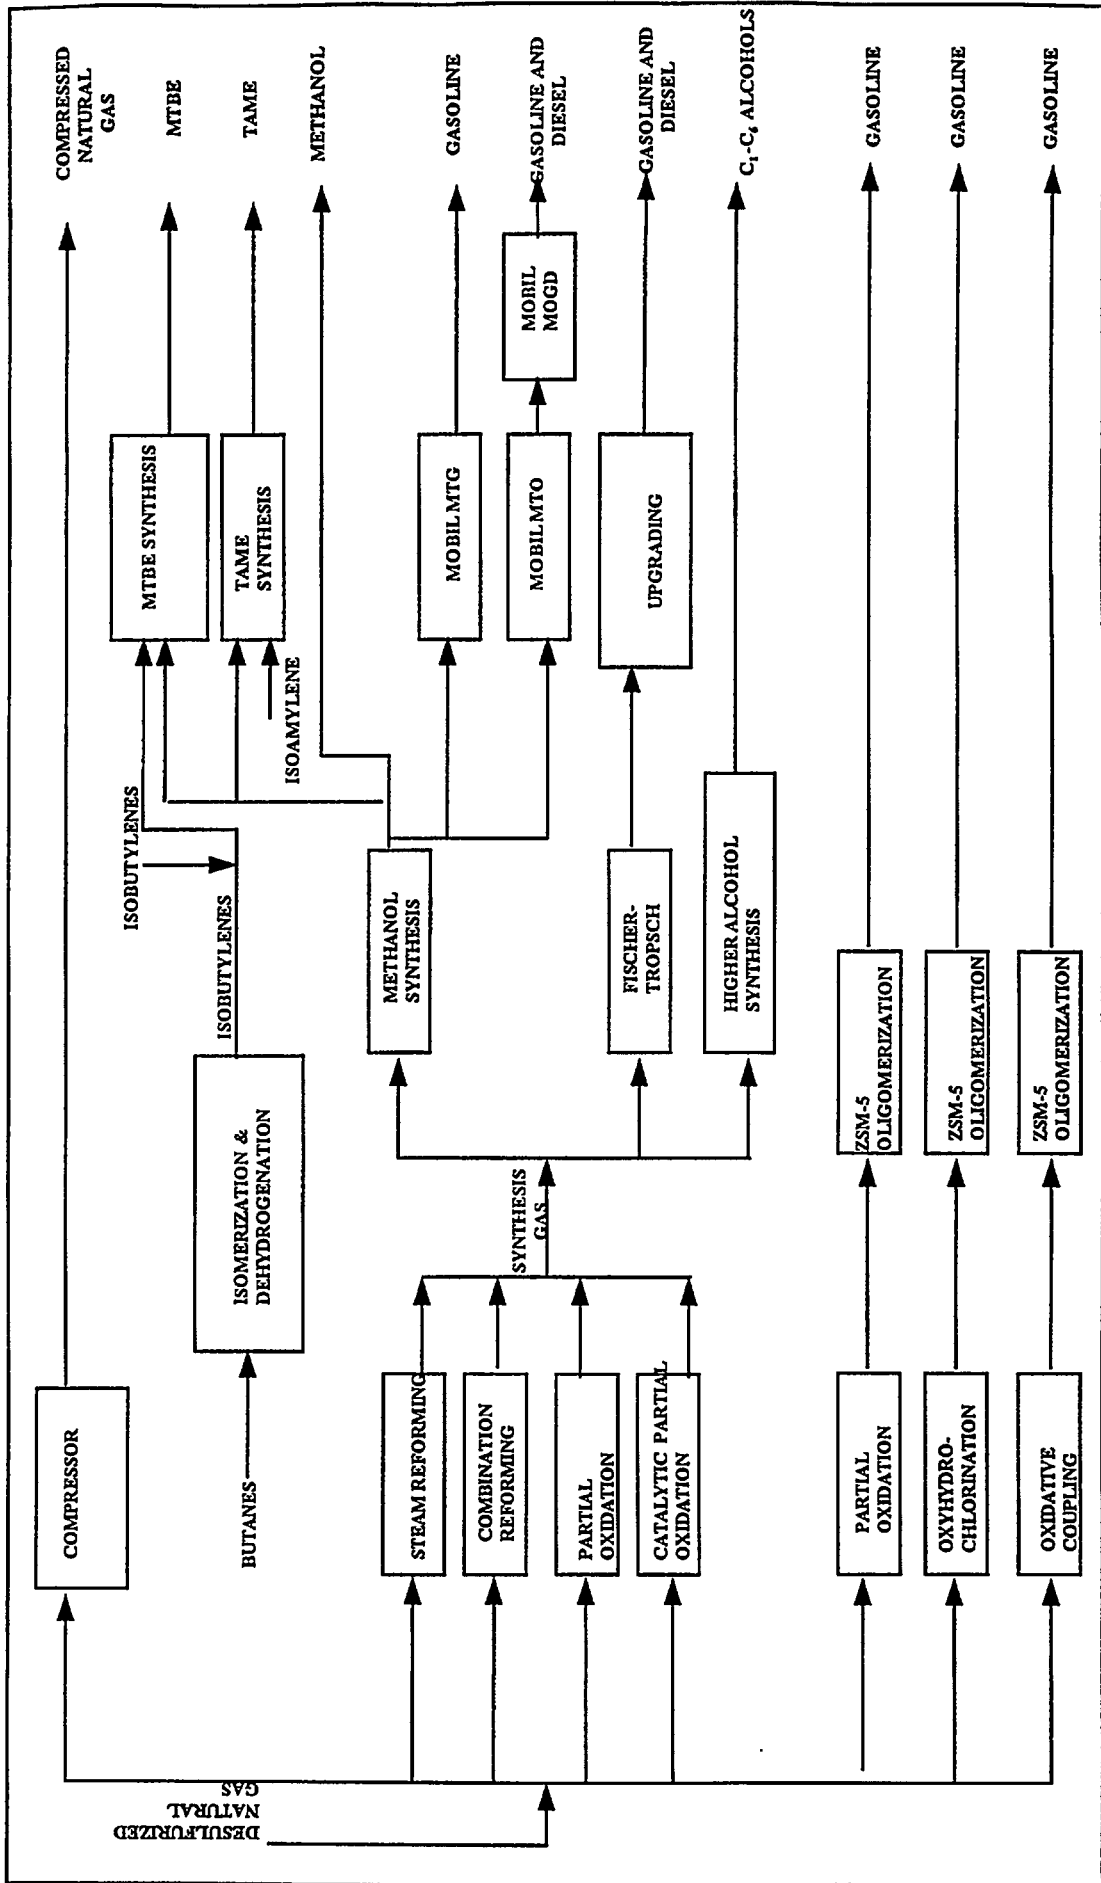 COMPRESSED
NATURAL
GAS
MTBE
TAME
METHANOL
GASOLINE
GASOLINE AND
DIESEL
GASOLINE AND
DIESEL
C₁-C₆ ALCOHOLS
GASOLINE
GASOLINE
GASOLINE
MOBIL
MOGD
MTBE SYNTHESIS
TAME
SYNTHESIS
MOBIL MTG
MOBIL MTO
UPGRADING
ISOBUTYLENES
ISOAMYLENE
ISOBUTYLENES
METHANOL
SYNTHESIS
FISCHER-
TROPSCH
HIGHER ALCOHOL
SYNTHESIS
ZSM-5
OLIGOMERIZATION
ZSM-5
OLIGOMERIZATION
ZSM-5
OLIGOMERIZATION
ISOMERIZATION &
DEHYDROGENATION
SYNTHESIS
GAS
COMPRESSOR
BUTANES
STEAM REFORMING
COMBINATION
REFORMING
PARTIAL
OXIDATION
CATALYTIC PARTIAL
OXIDATION
PARTIAL
OXIDATION
OXYHYDRO-
CHLORINATION
OXIDATIVE
COUPLING
DESULFURIZED
NATURAL
GAS